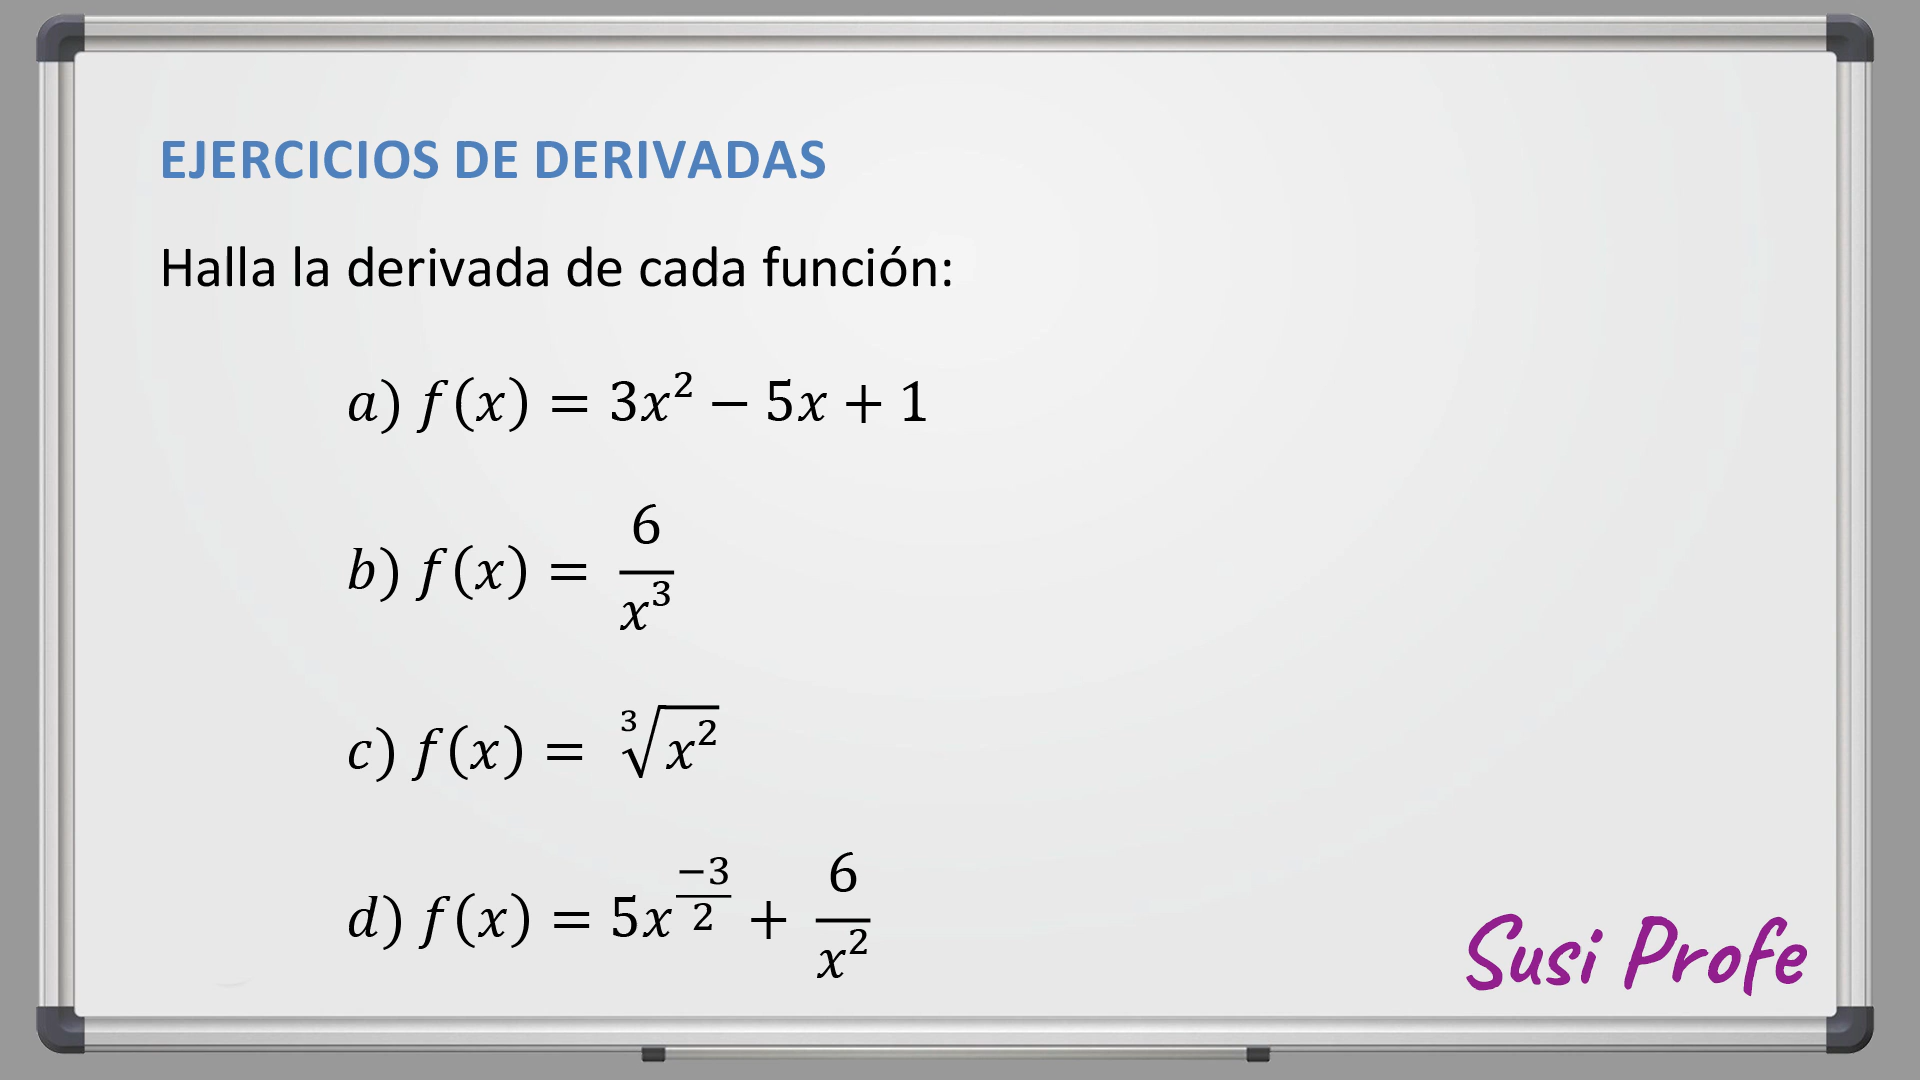 EJERCICIOS DE DERIVADAS
Halla la derivada de cada función:
a) f(x) = 3x² − 5x + 1
b) f(x) = 6/x³
c) f(x) = ∛(x²)
d) f(x) = 5x^(−3/2) + 6/x²
Susi Profe